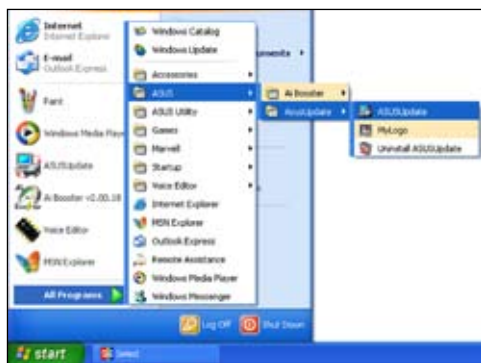 Internet
Internet Explorer
E-mail
Outlook Express
Paint
Windows Media Player
ASUSUpdate
Ai Booster v2.00.18
Voice Editor
MSN Explorer
All Programs
Windows Catalog
Windows Update
Accessories
ASUS
ASUS Utility
Games
Marvell
Startup
Voice Editor
Internet Explorer
MSN Explorer
Outlook Express
Remote Assistance
Windows Media Player
Windows Messenger
Ai Booster
AsusUpdate
ASUSUpdate
MyLogo
Uninstall ASUSUpdate
Log Off
Shut Down
start